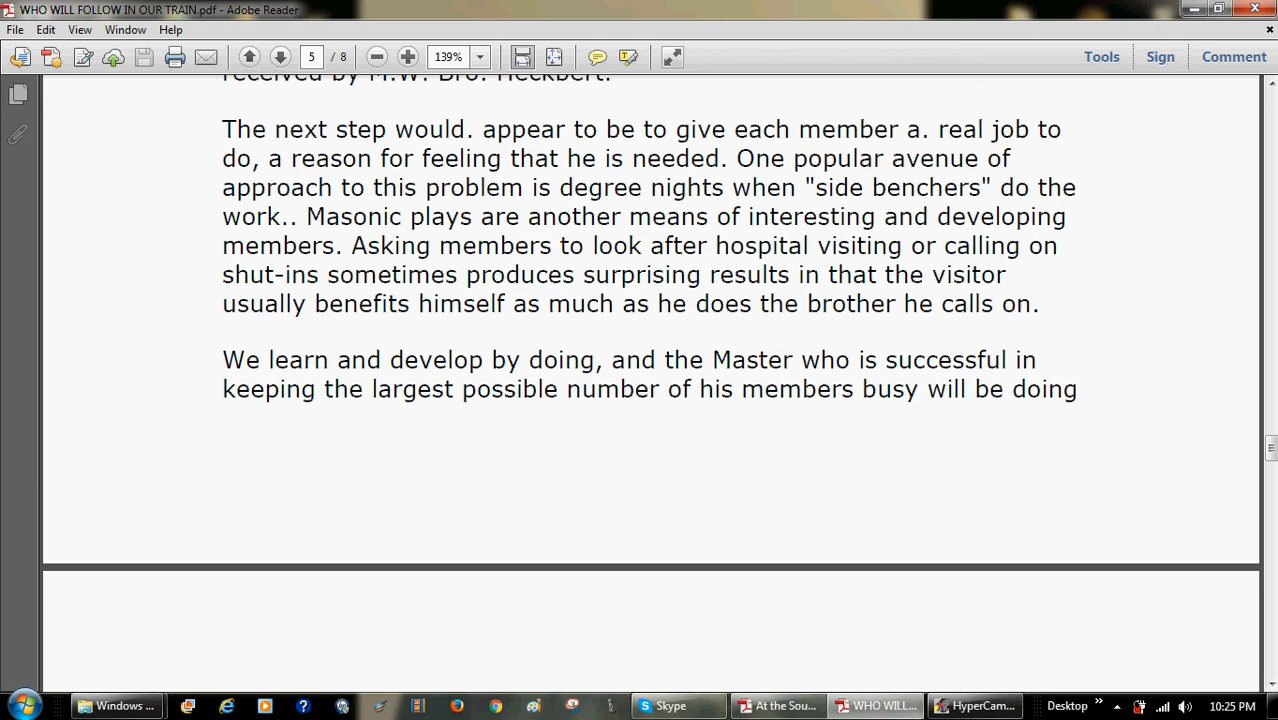 WHO WILL FOLLOW IN OUR TRAIN.pdf - Adobe Reader
File Edit View Window Help
5 / 8 139% Tools Sign Comment
received by M.W. Bro. Heckbert.
The next step would. appear to be to give each member a. real job to
do, a reason for feeling that he is needed. One popular avenue of
approach to this problem is degree nights when "side benchers" do the
work.. Masonic plays are another means of interesting and developing
members. Asking members to look after hospital visiting or calling on
shut-ins sometimes produces surprising results in that the visitor
usually benefits himself as much as he does the brother he calls on.
We learn and develop by doing, and the Master who is successful in
keeping the largest possible number of his members busy will be doing
Windows ... Skype At the Sou... WHO WILL... HyperCam... Desktop » 10:25 PM